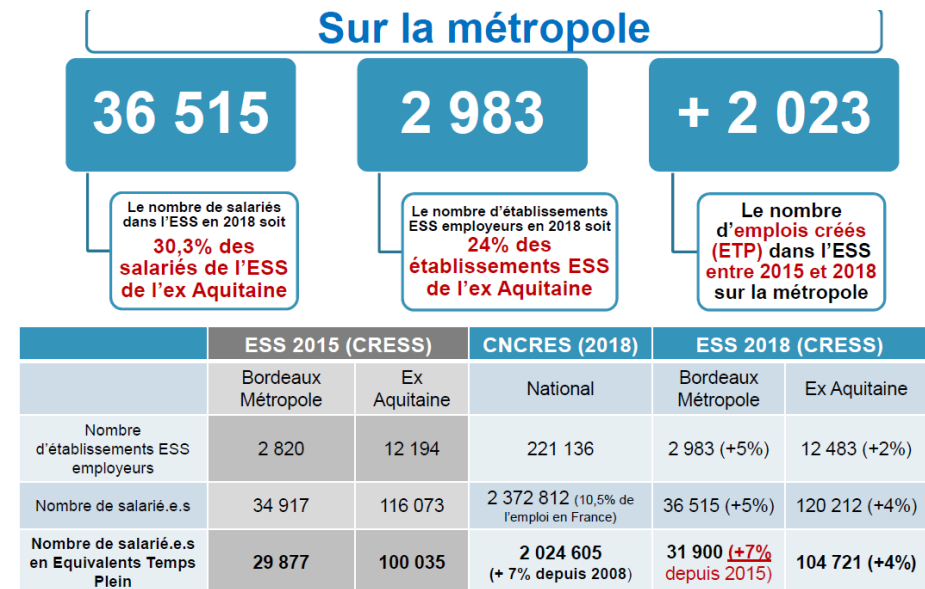 Sur la métropole
36 515
2 983
+ 2 023
Le nombre de salariés
dans l'ESS en 2018 soit
30,3% des
salariés de l'ESS
de l'ex Aquitaine
Le nombre d'établissements
ESS employeurs en 2018 soit
24% des
établissements ESS
de l'ex Aquitaine
Le nombre
d'emplois créés
(ETP) dans l'ESS
entre 2015 et 2018
sur la métropole
ESS 2015 (CRESS)
CNCRES (2018)
ESS 2018 (CRESS)
Bordeaux
Métropole
Ex
Aquitaine
National
Bordeaux
Métropole
Ex Aquitaine
Nombre
d'établissements ESS
employeurs
2 820
12 194
221 136
2 983 (+5%)
12 483 (+2%)
Nombre de salarié.e.s
34 917
116 073
2 372 812 (10,5% de
l'emploi en France)
36 515 (+5%)
120 212 (+4%)
Nombre de salarié.e.s
en Equivalents Temps
Plein
29 877
100 035
2 024 605
(+ 7% depuis 2008)
31 900 (+7%
depuis 2015)
104 721 (+4%)